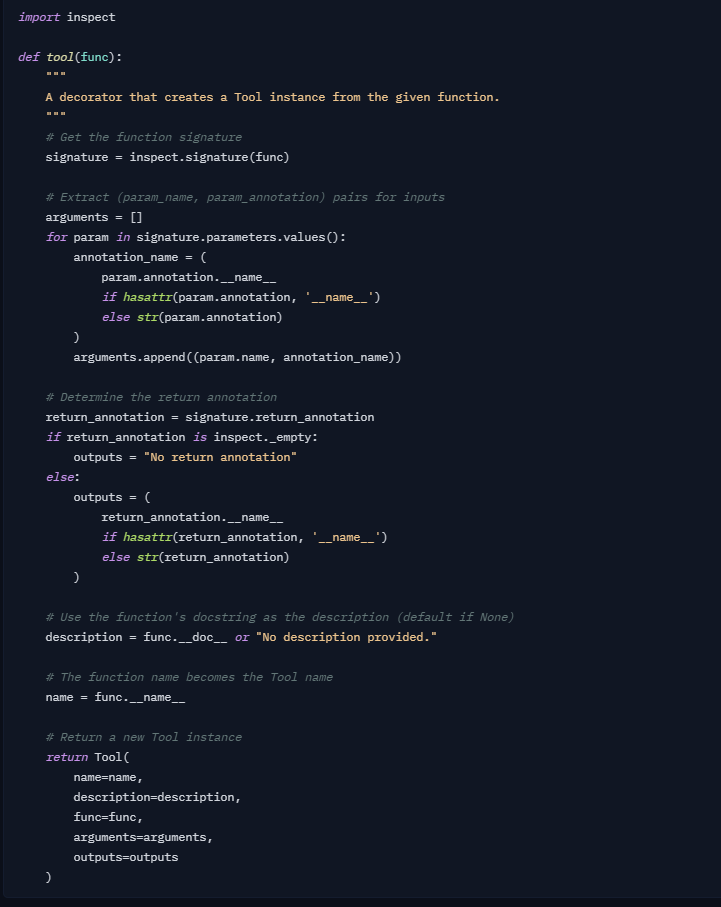 import inspect

def tool(func):
    """
    A decorator that creates a Tool instance from the given function.
    """
    # Get the function signature
    signature = inspect.signature(func)

    # Extract (param_name, param_annotation) pairs for inputs
    arguments = []
    for param in signature.parameters.values():
        annotation_name = (
            param.annotation.__name__
            if hasattr(param.annotation, '__name__')
            else str(param.annotation)
        )
        arguments.append((param.name, annotation_name))

    # Determine the return annotation
    return_annotation = signature.return_annotation
    if return_annotation is inspect._empty:
        outputs = "No return annotation"
    else:
        outputs = (
            return_annotation.__name__
            if hasattr(return_annotation, '__name__')
            else str(return_annotation)
        )

    # Use the function's docstring as the description (default if None)
    description = func.__doc__ or "No description provided."

    # The function name becomes the Tool name
    name = func.__name__

    # Return a new Tool instance
    return Tool(
        name=name,
        description=description,
        func=func,
        arguments=arguments,
        outputs=outputs
    )